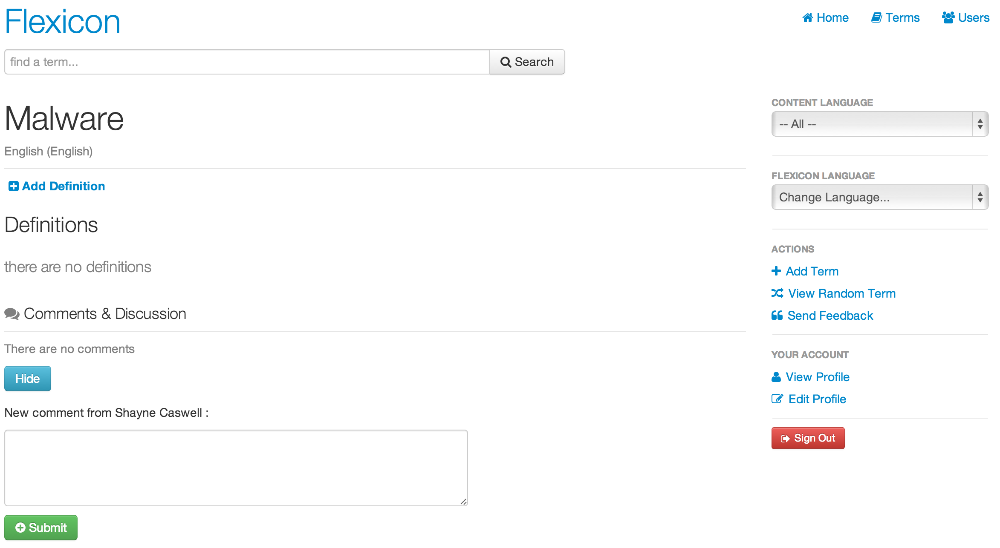 Flexicon
Home Terms Users
find a term... Search
Malware
English (English)
Add Definition
Definitions
there are no definitions
Comments & Discussion
There are no comments
Hide
New comment from Shayne Caswell :
Submit
CONTENT LANGUAGE
-- All --
FLEXICON LANGUAGE
Change Language...
ACTIONS
Add Term
View Random Term
Send Feedback
YOUR ACCOUNT
View Profile
Edit Profile
Sign Out